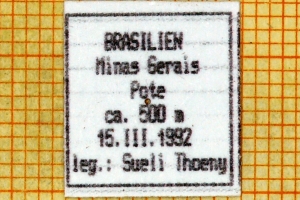 BRASILIEN
Minas Gerais
Pote
ca. 500 m
15.III.1992
leg.: Sueli Thoeny